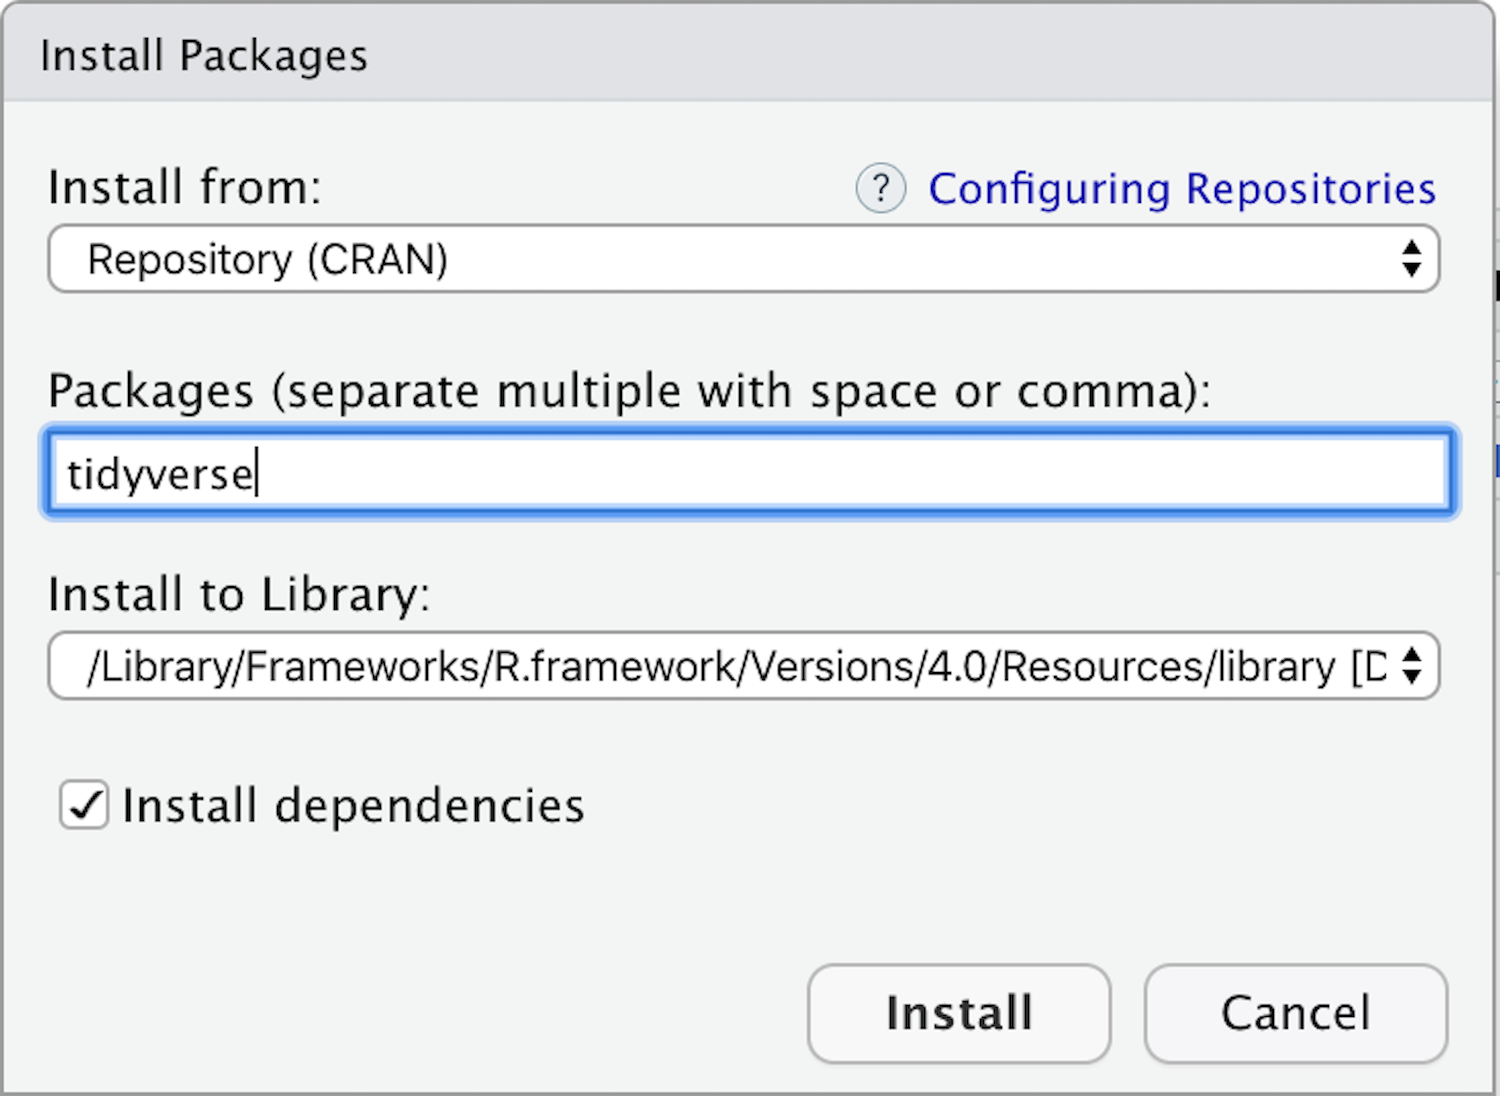 Install Packages
Install from:
? Configuring Repositories
Repository (CRAN)
Packages (separate multiple with space or comma):
tidyverse
Install to Library:
/Library/Frameworks/R.framework/Versions/4.0/Resources/library [D
Install dependencies
Install
Cancel